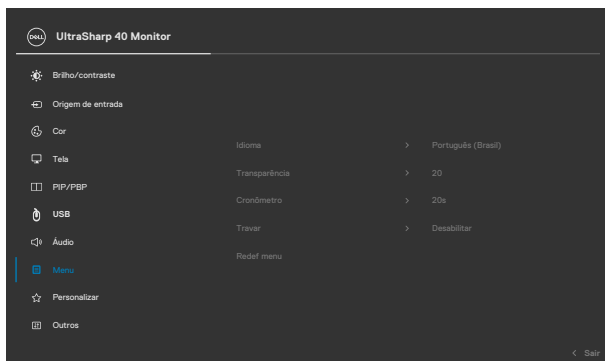 DELL UltraSharp 40 Monitor
Brilho/contraste
Origem de entrada
Cor
Idioma > Português (Brasil)
Tela
Transparência > 20
PIP/PBP
Cronômetro > 20s
USB
Travar > Desabilitar
Áudio
Redef menu
Menu
Personalizar
Outros
< Sair